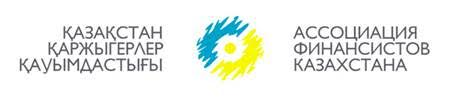 ҚАЗАҚСТАН
ҚАРЖЫГЕРЛЕР
ҚАУЫМДАСТЫҒЫ
АССОЦИАЦИЯ
ФИНАНСИСТОВ
КАЗАХСТАНА